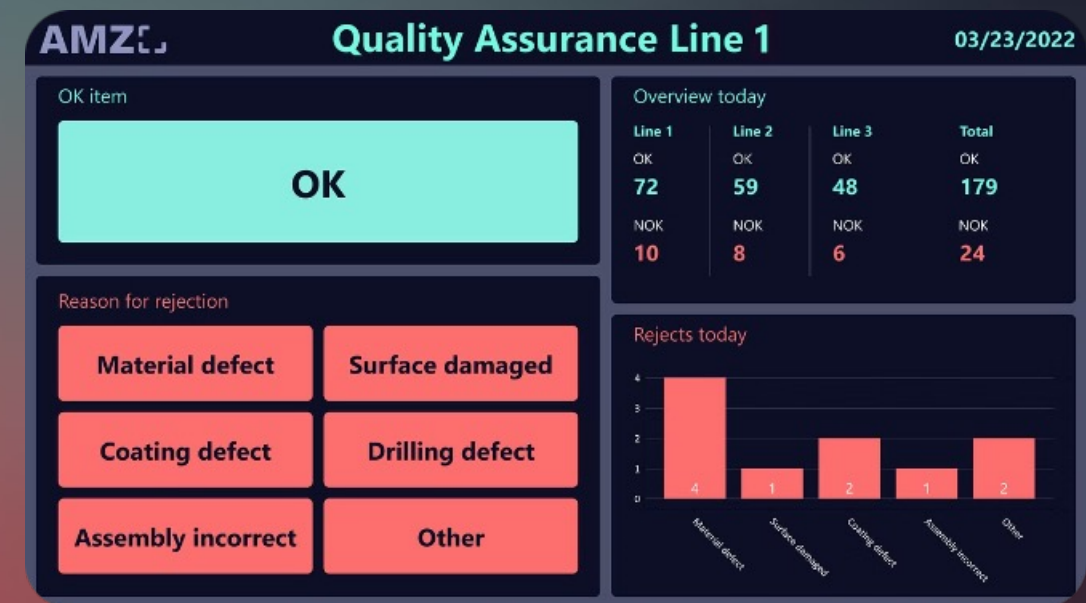 AMZ
Quality Assurance Line 1
03/23/2022
OK item
OK
Reason for rejection
Material defect
Surface damaged
Coating defect
Drilling defect
Assembly incorrect
Other
Overview today
Line 1 Line 2 Line 3 Total
OK OK OK OK
72 59 48 179
NOK NOK NOK NOK
10 8 6 24
Rejects today
4
3
2
1
0
4 1 2 1 2
Material defect
Surface damaged
Coating defect
Assembly incorrect
Other